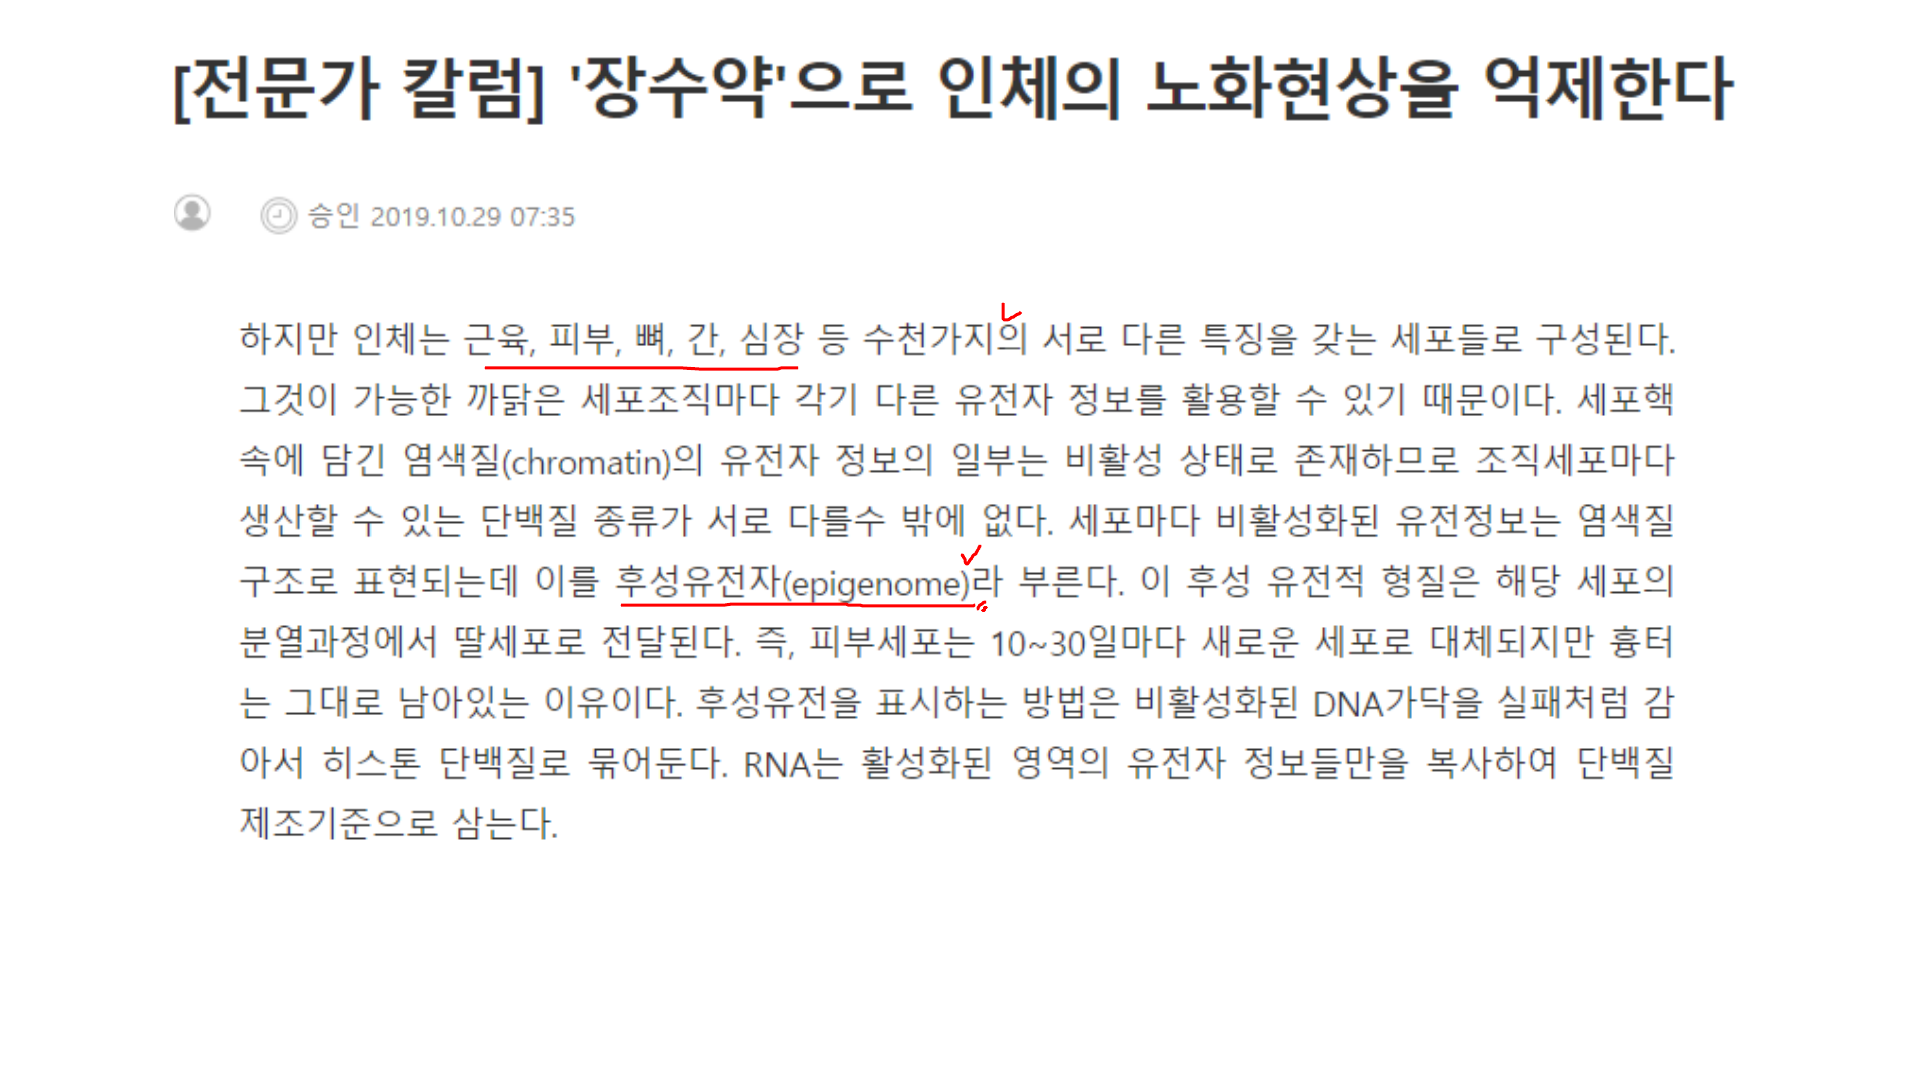 [전문가 칼럼] '장수약'으로 인체의 노화현상을 억제한다
승인 2019.10.29 07:35
하지만 인체는 근육, 피부, 뼈, 간, 심장 등 수천가지의 서로 다른 특징을 갖는 세포들로 구성된다.
그것이 가능한 까닭은 세포조직마다 각기 다른 유전자 정보를 활용할 수 있기 때문이다. 세포핵
속에 담긴 염색질(chromatin)의 유전자 정보의 일부는 비활성 상태로 존재하므로 조직세포마다
생산할 수 있는 단백질 종류가 서로 다를수 밖에 없다. 세포마다 비활성화된 유전정보는 염색질
구조로 표현되는데 이를 후성유전자(epigenome)라 부른다. 이 후성 유전적 형질은 해당 세포의
분열과정에서 딸세포로 전달된다. 즉, 피부세포는 10~30일마다 새로운 세포로 대체되지만 흉터
는 그대로 남아있는 이유이다. 후성유전을 표시하는 방법은 비활성화된 DNA가닥을 실패처럼 감
아서 히스톤 단백질로 묶어둔다. RNA는 활성화된 영역의 유전자 정보들만을 복사하여 단백질
제조기준으로 삼는다.